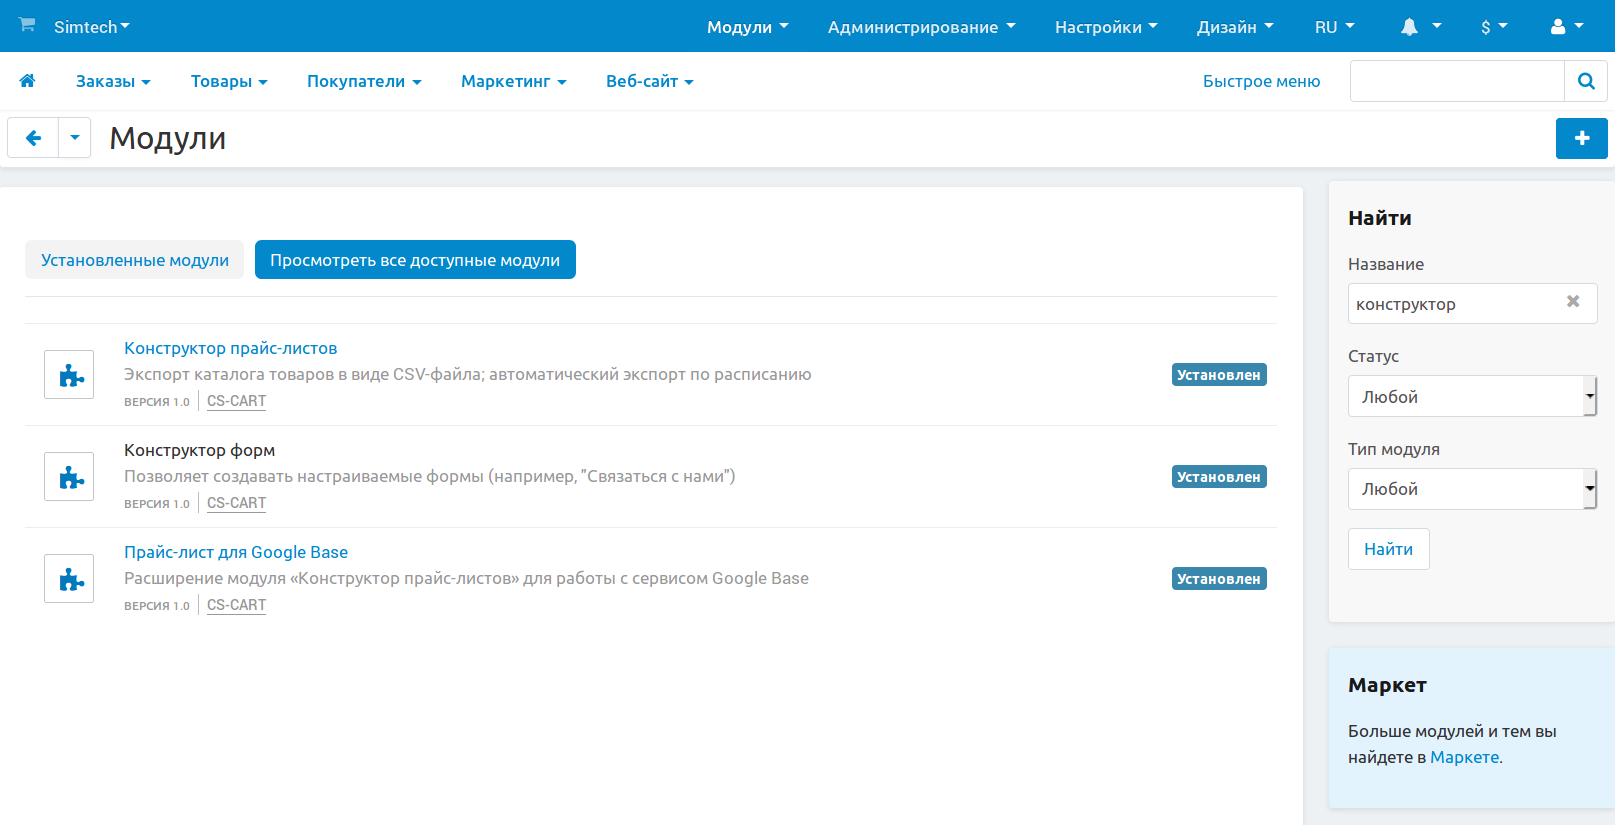 Simtech Модули Администрирование Настройки Дизайн RU $
Заказы Товары Покупатели Маркетинг Веб-сайт Быстрое меню
Модули
Установленные модули Просмотреть все доступные модули
Конструктор прайс-листов
Экспорт каталога товаров в виде CSV-файла; автоматический экспорт по расписанию
ВЕРСИЯ 1.0 CS-CART
Установлен
Конструктор форм
Позволяет создавать настраиваемые формы (например, "Связаться с нами")
ВЕРСИЯ 1.0 CS-CART
Установлен
Прайс-лист для Google Base
Расширение модуля «Конструктор прайс-листов» для работы с сервисом Google Base
ВЕРСИЯ 1.0 CS-CART
Установлен
Найти
Название
конструктор
Статус
Любой
Тип модуля
Любой
Найти
Маркет
Больше модулей и тем вы
найдете в Маркете.